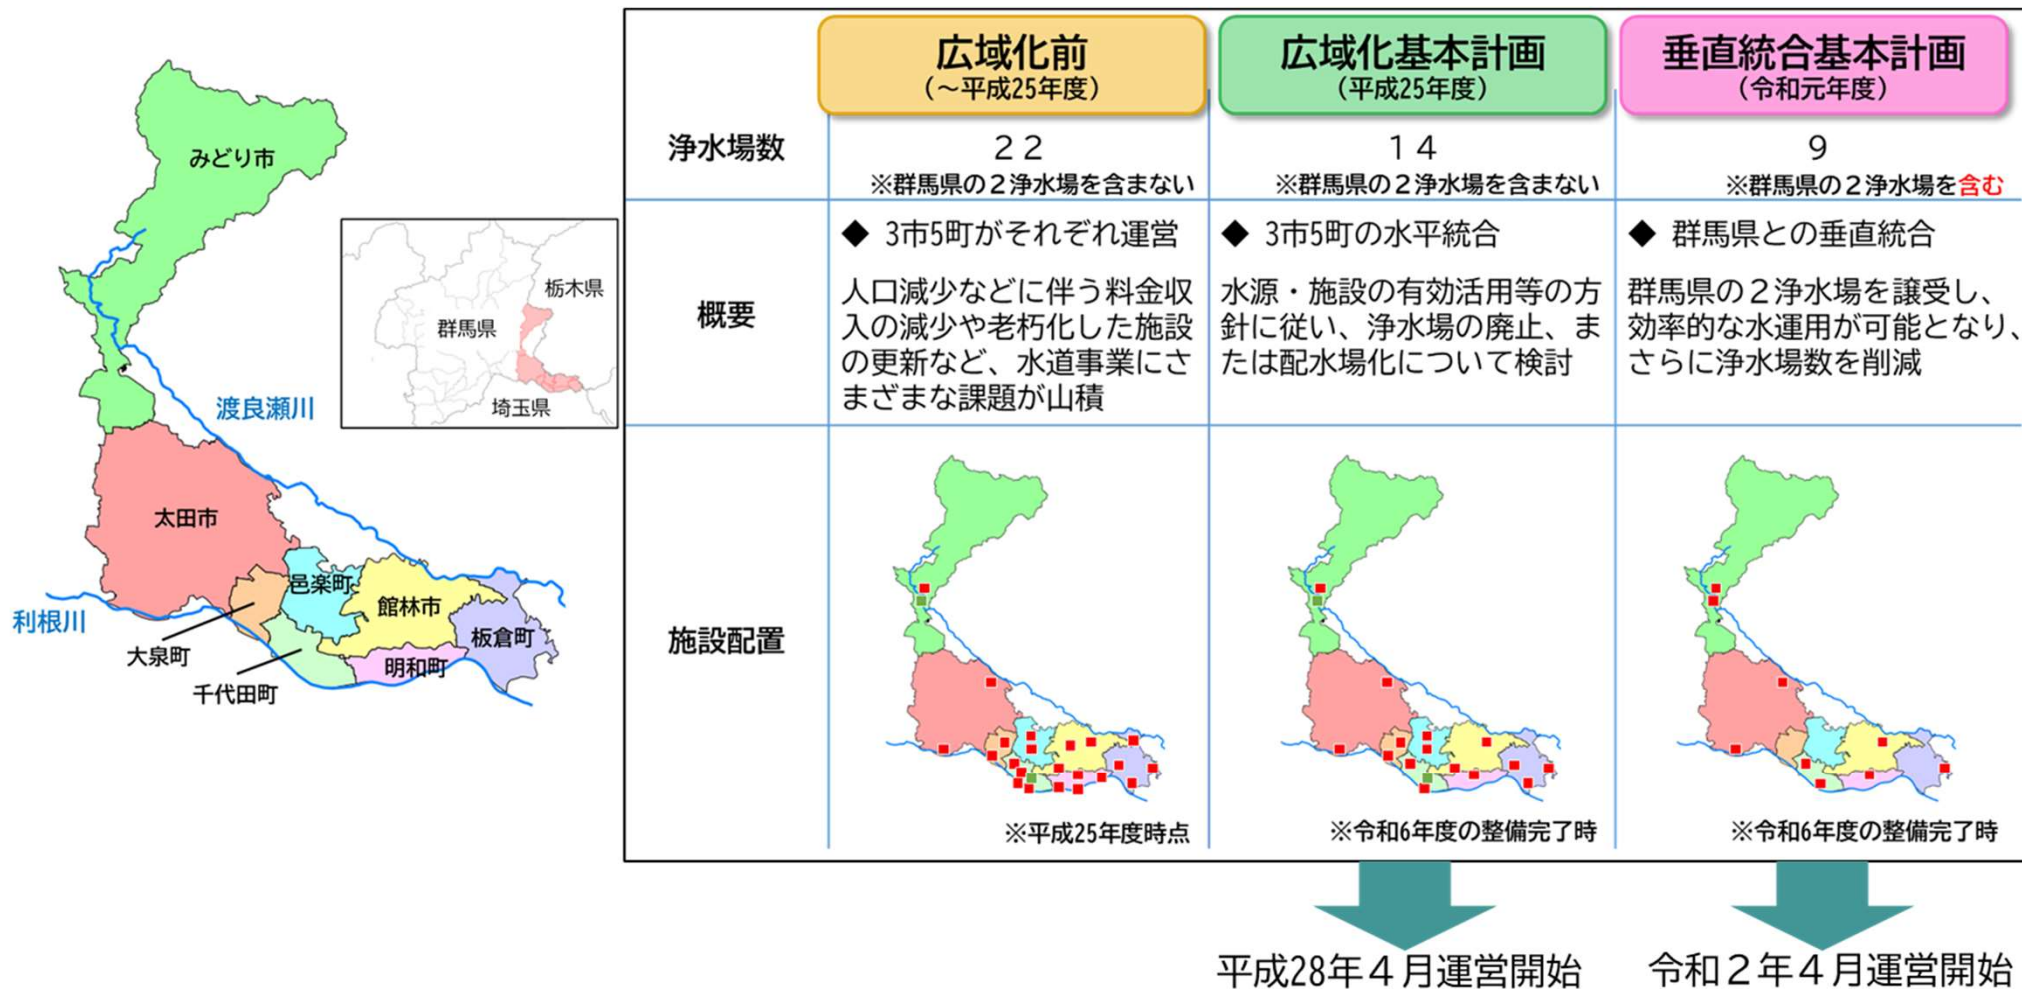 みどり市
渡良瀬川
太田市
邑楽町
館林市
板倉町
利根川
大泉町
明和町
千代田町
栃木県
群馬県
埼玉県
広域化前
(～平成25年度)
広域化基本計画
(平成25年度)
垂直統合基本計画
(令和元年度)
浄水場数
２２
※群馬県の２浄水場を含まない
１４
※群馬県の２浄水場を含まない
９
※群馬県の２浄水場を含む
概要
◆ 3市5町がそれぞれ運営
人口減少などに伴う料金収
入の減少や老朽化した施設
の更新など、水道事業にさ
まざまな課題が山積
◆ 3市5町の水平統合
水源・施設の有効活用等の方
針に従い、浄水場の廃止、ま
たは配水場化について検討
◆ 群馬県との垂直統合
群馬県の２浄水場を譲受し、
効率的な水運用が可能となり、
さらに浄水場数を削減
施設配置
※平成25年度時点
※令和6年度の整備完了時
※令和6年度の整備完了時
平成28年４月運営開始
令和２年４月運営開始